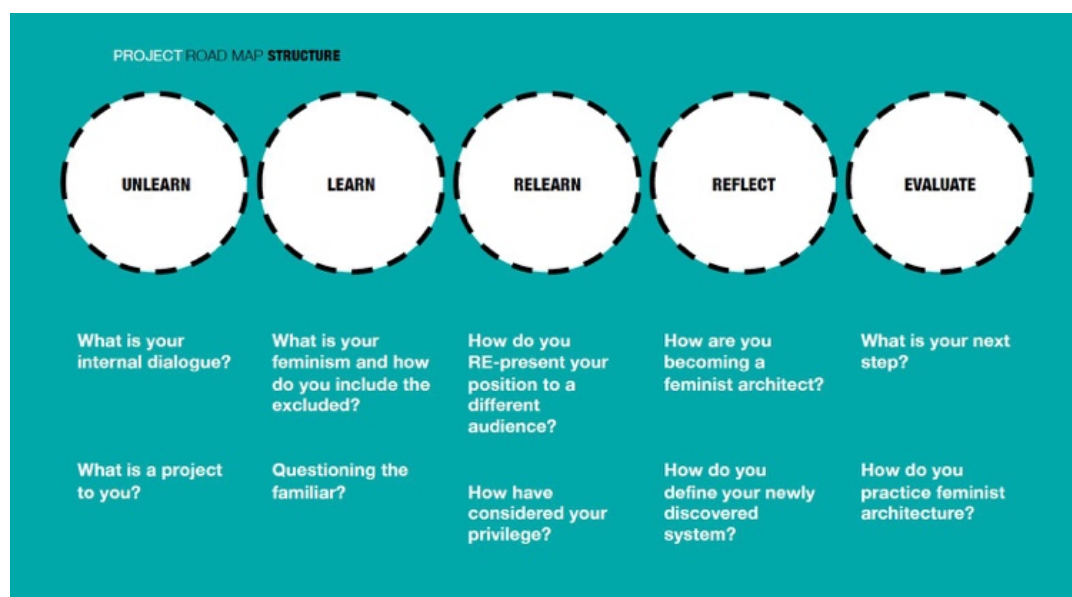 PROJECT ROAD MAP STRUCTURE
UNLEARN
LEARN
RELEARN
REFLECT
EVALUATE
What is your
internal dialogue?
What is a project
to you?
What is your
feminism and how
do you include the
excluded?
Questioning the
familiar?
How do you
RE-present your
position to a
different
audience?
How have
considered your
privilege?
How are you
becoming a
feminist architect?
How do you
define your newly
discovered
system?
What is your next
step?
How do you
practice feminist
architecture?